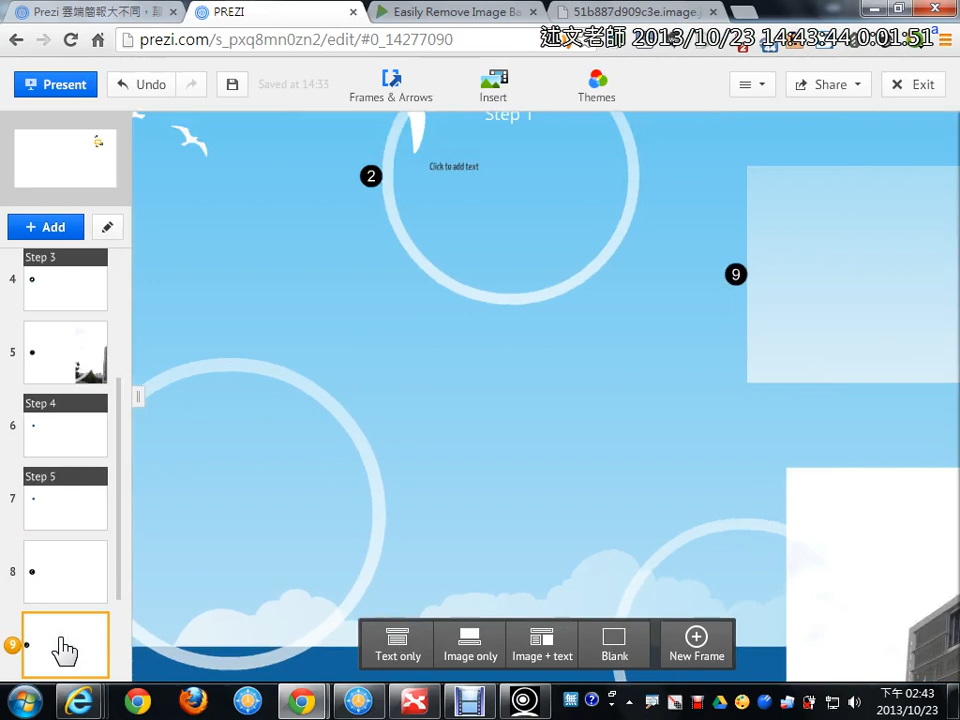 Prezi 雲端簡報大不同，
PREZI
Easily Remove Image Ba
51b887d909c3e.image.
prezi.com/s_pxq8mn0zn2/edit/#0_14277090
述文老師 2013/10/23 14:43:44 0:01:51
Present
Undo
Saved at 14:33
Frames & Arrows
Insert
Themes
Share
Exit
Step 1
Click to add text
2
9
Add
Step 3
4
5
Step 4
6
Step 5
7
8
9
Text only
Image only
Image + text
Blank
New Frame
下午 02:43
2013/10/23